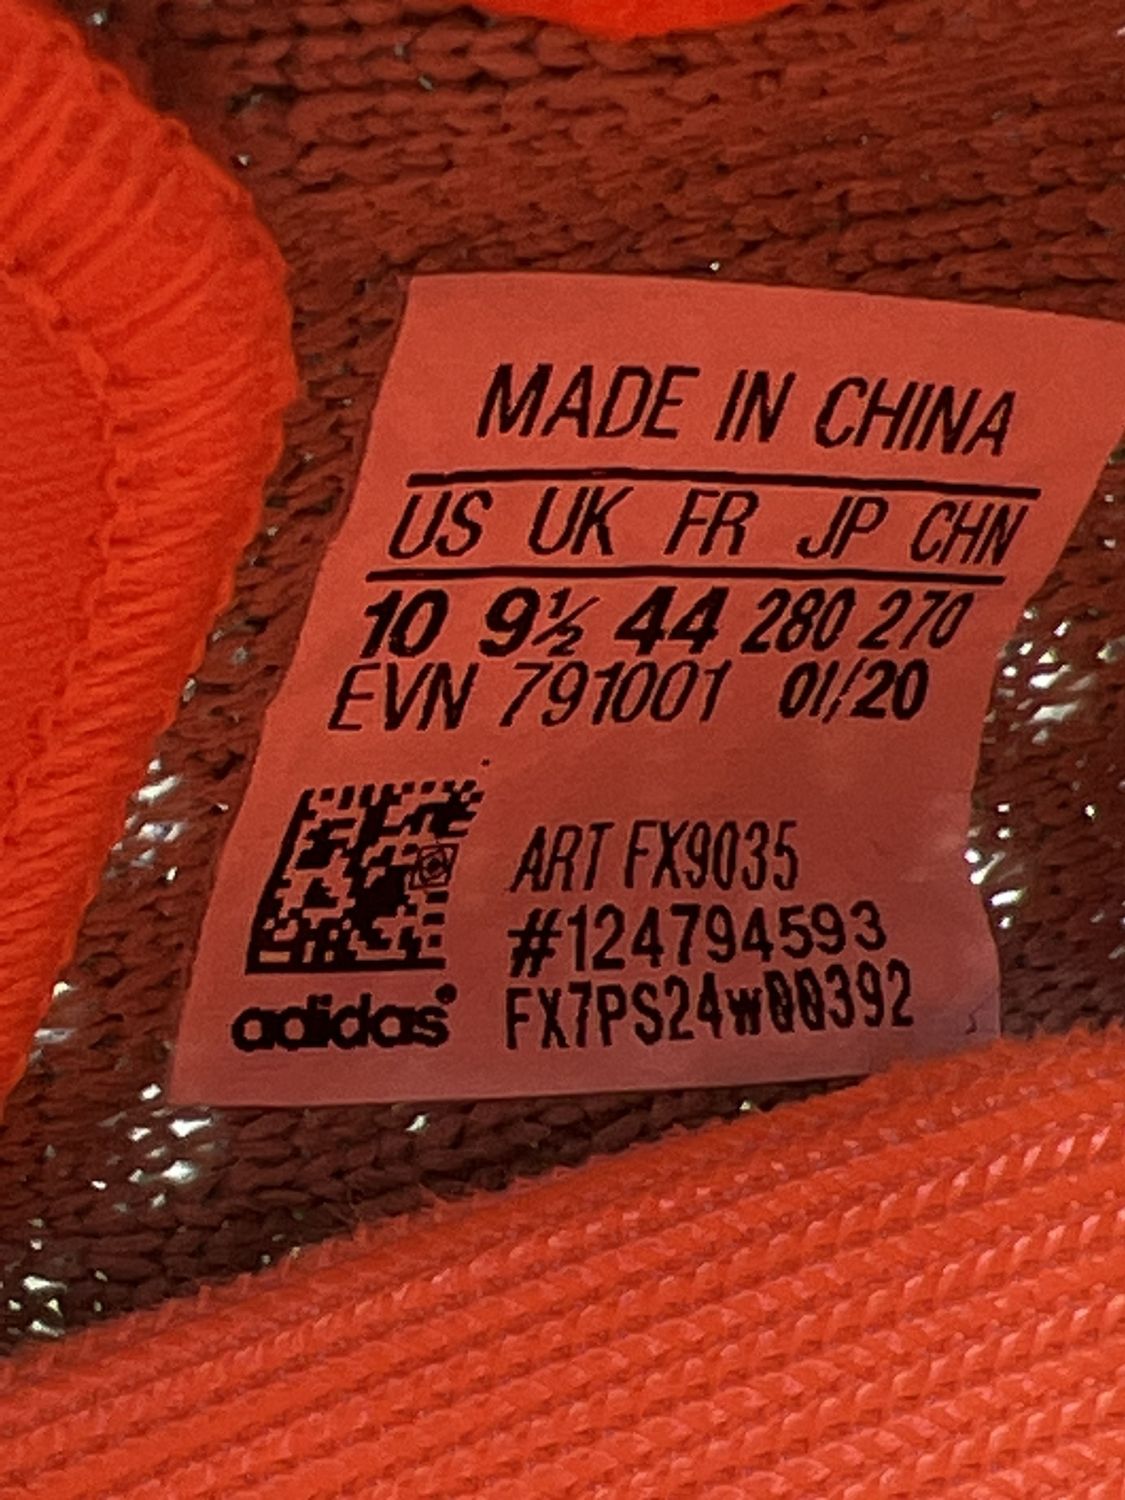 MADE IN CHINA
US UK FR JP CHN
10 9½ 44 280 270
EVN 791001 01/20
ART FX9035
#124794593
FX7PS24w00392
adidas®